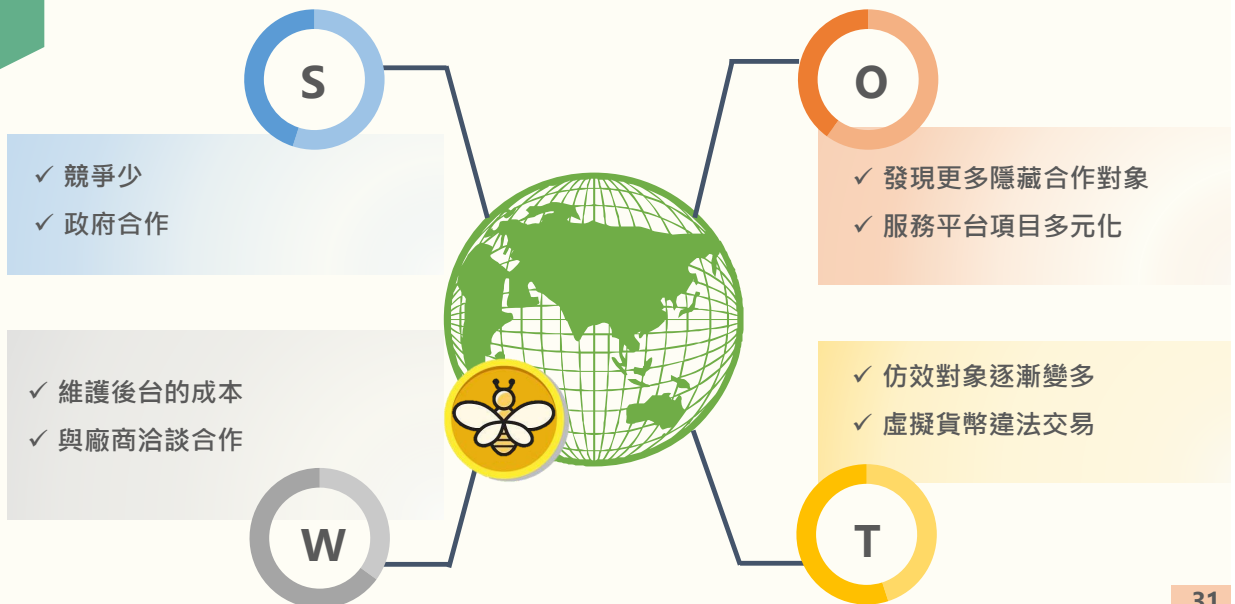 S
✓ 競爭少
✓ 政府合作
O
✓ 發現更多隱藏合作對象
✓ 服務平台項目多元化
✓ 維護後台的成本
✓ 與廠商洽談合作
W
✓ 仿效對象逐漸變多
✓ 虛擬貨幣違法交易
T
31